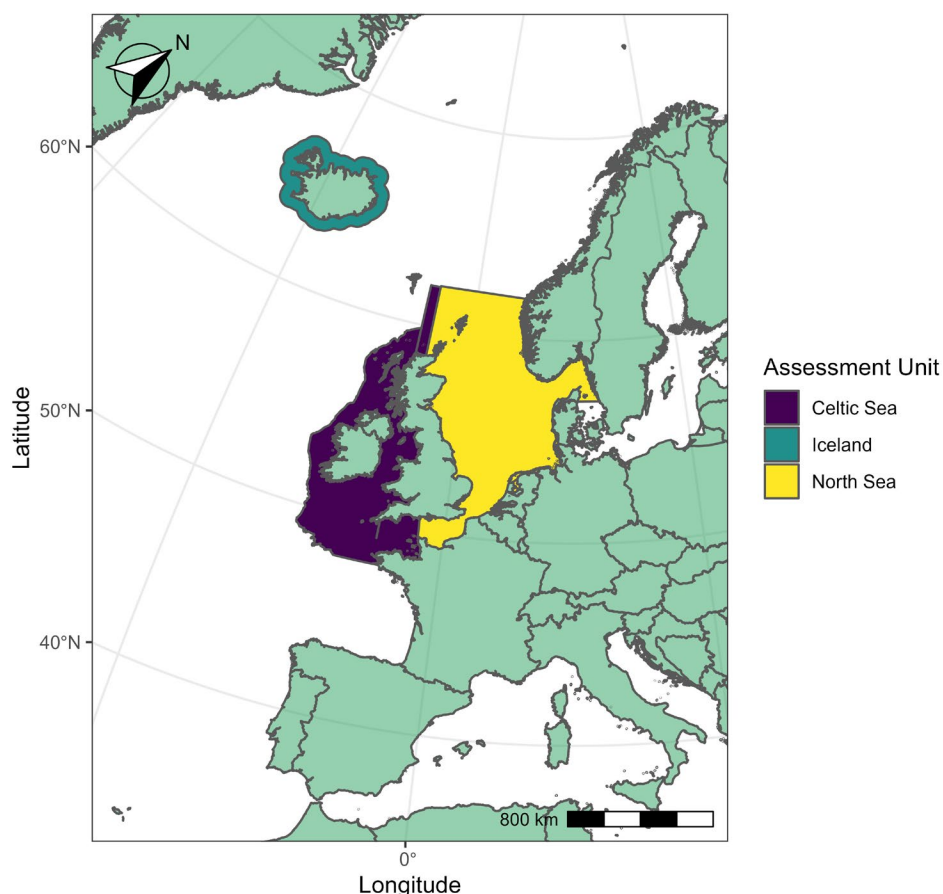 N
60°N
50°N
40°N
Latitude
Assessment Unit
Celtic Sea
Iceland
North Sea
800 km
0°
Longitude